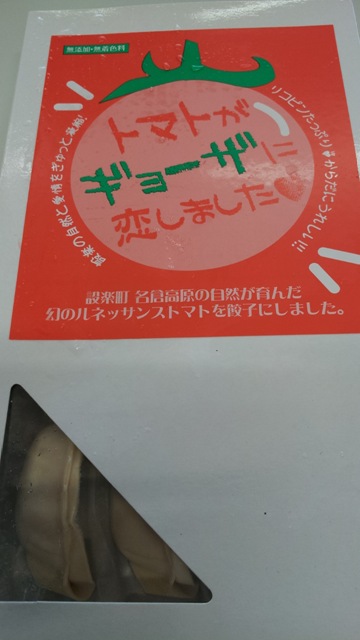 無添加・無着色料
設楽の自然と愛情をぎゅっと凝縮!
リコピンたっぷり♥からだにうれしい!!!
トマトが
ギョーザに
恋しました♥
設楽町 名倉高原の自然が育んだ
幻のルネッサンストマトを餃子にしました。